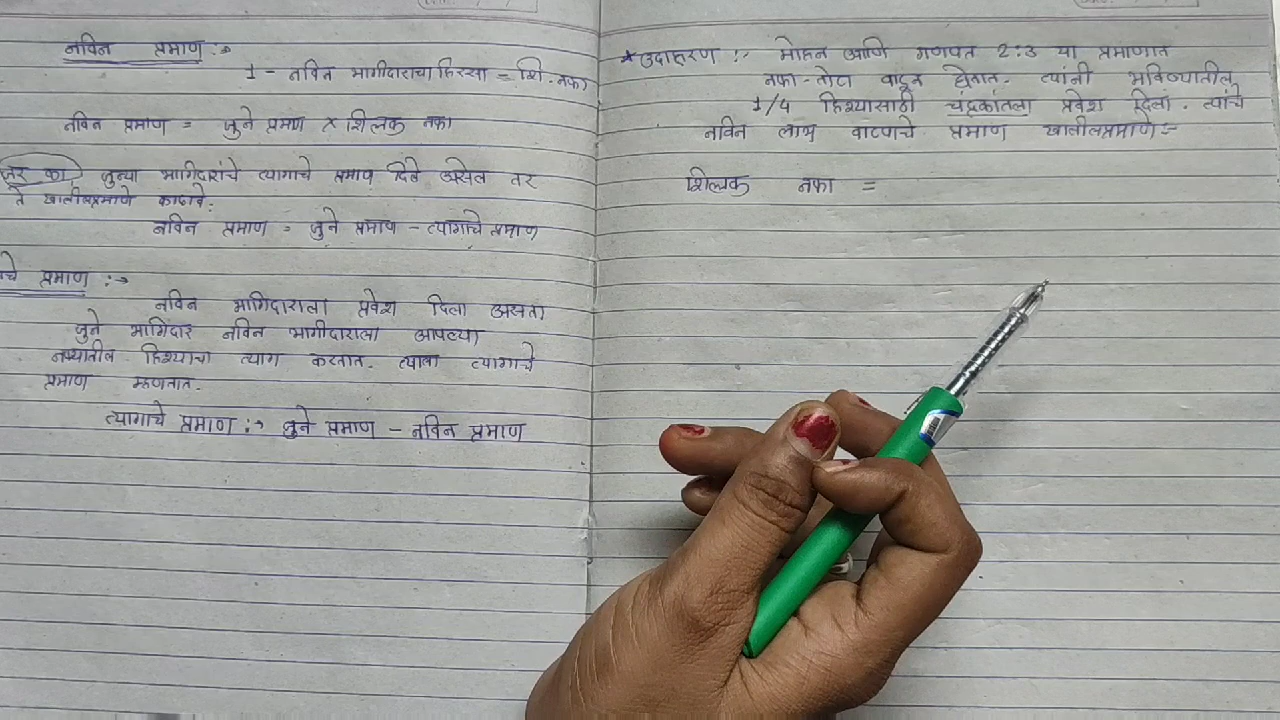 नविन प्रमाण :→
1 - नविन भागीदाराचा हिस्सा = शि. नफा
नविन प्रमाण = जुने प्रमाण × शिल्लक नफा
जर का जुन्या भागिदारांचे त्यागाचे प्रमाण दिले असेल तर
ते खालीलप्रमाणे काढावे.
नविन प्रमाण = जुने प्रमाण - त्यागाचे प्रमाण
चे प्रमाण :→
नविन भागिदाराला प्रवेश दिला असता
जुने भागिदार नविन भागीदाराला आपल्या
नफ्यातील हिश्याचा त्याग करतात. त्याला त्यागाचे
प्रमाण म्हणतात.
त्यागाचे प्रमाण :→ जुने प्रमाण - नविन प्रमाण
* उदाहरण :- मोहन आणि गणपत 2:3 या प्रमाणात
नफा - तोटा वाटून घेतात. त्यांनी भविष्यातील
1/4 हिश्यासाठी चंद्रकांतला प्रवेश दिला. त्यांचे
नविन लाभ वाटपाचे प्रमाण खालीलप्रमाणे :-
शिल्लक नफा =